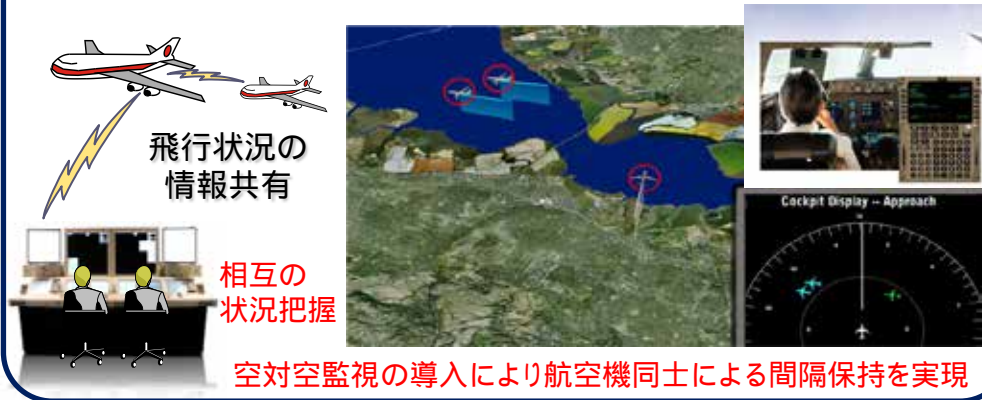 飛行状況の
情報共有
相互の
状況把握
Cockpit Display -- Approach
空対空監視の導入により航空機同士による間隔保持を実現